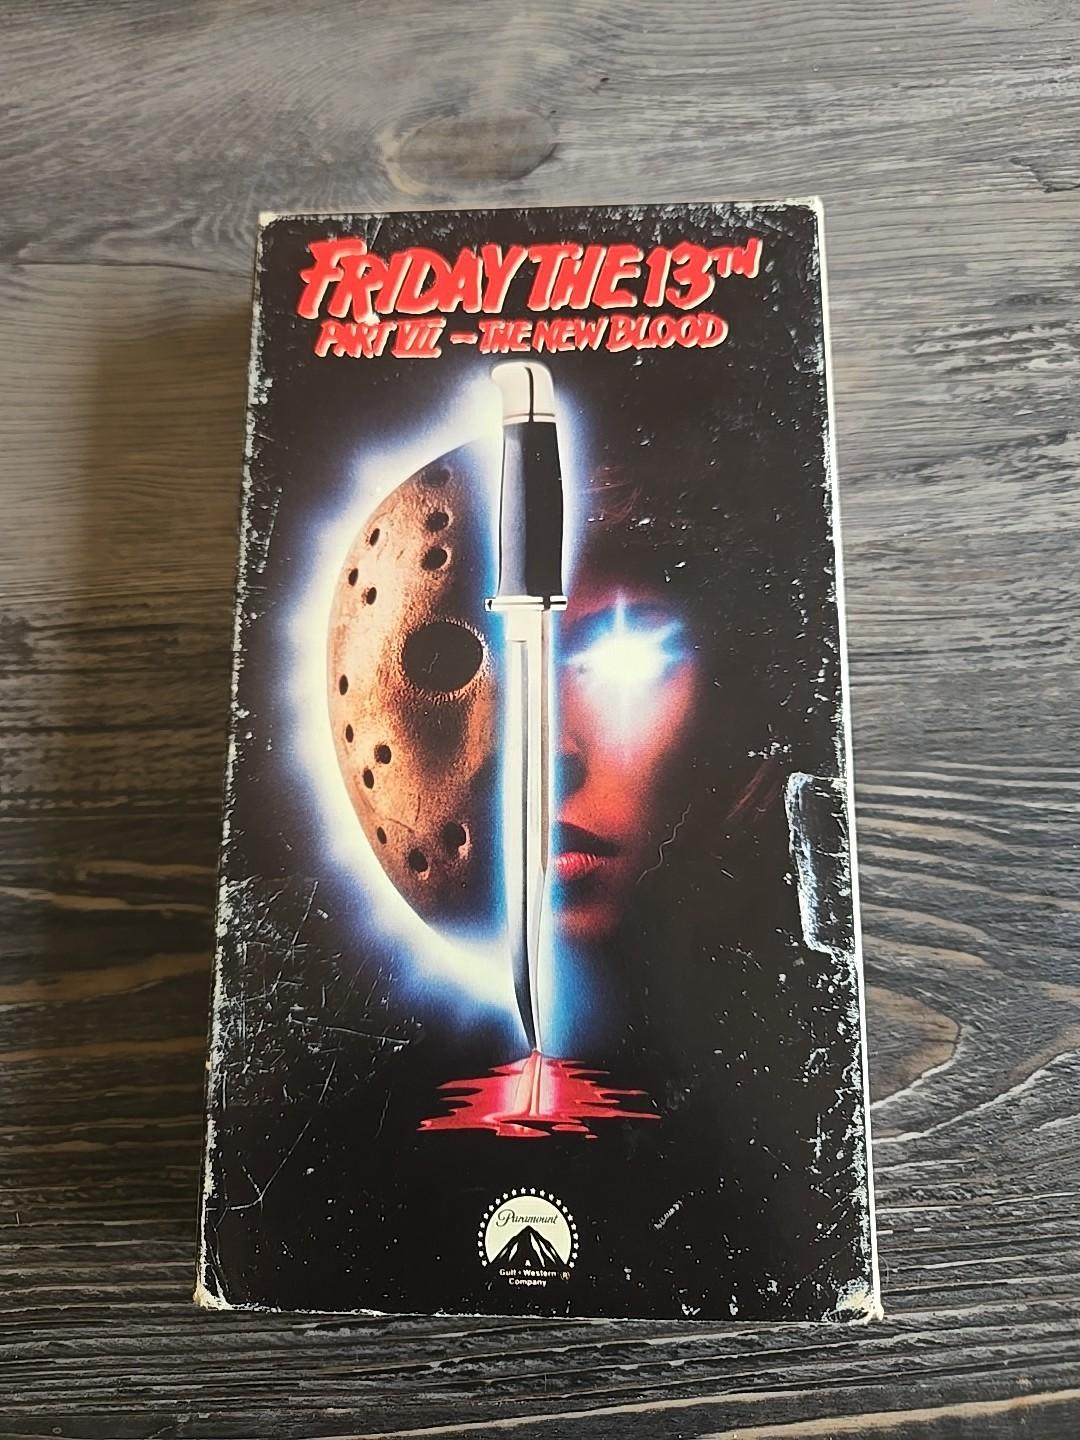 FRIDAY THE 13TH
PART VII - THE NEW BLOOD
Paramount
A
Gulf + Western
Company